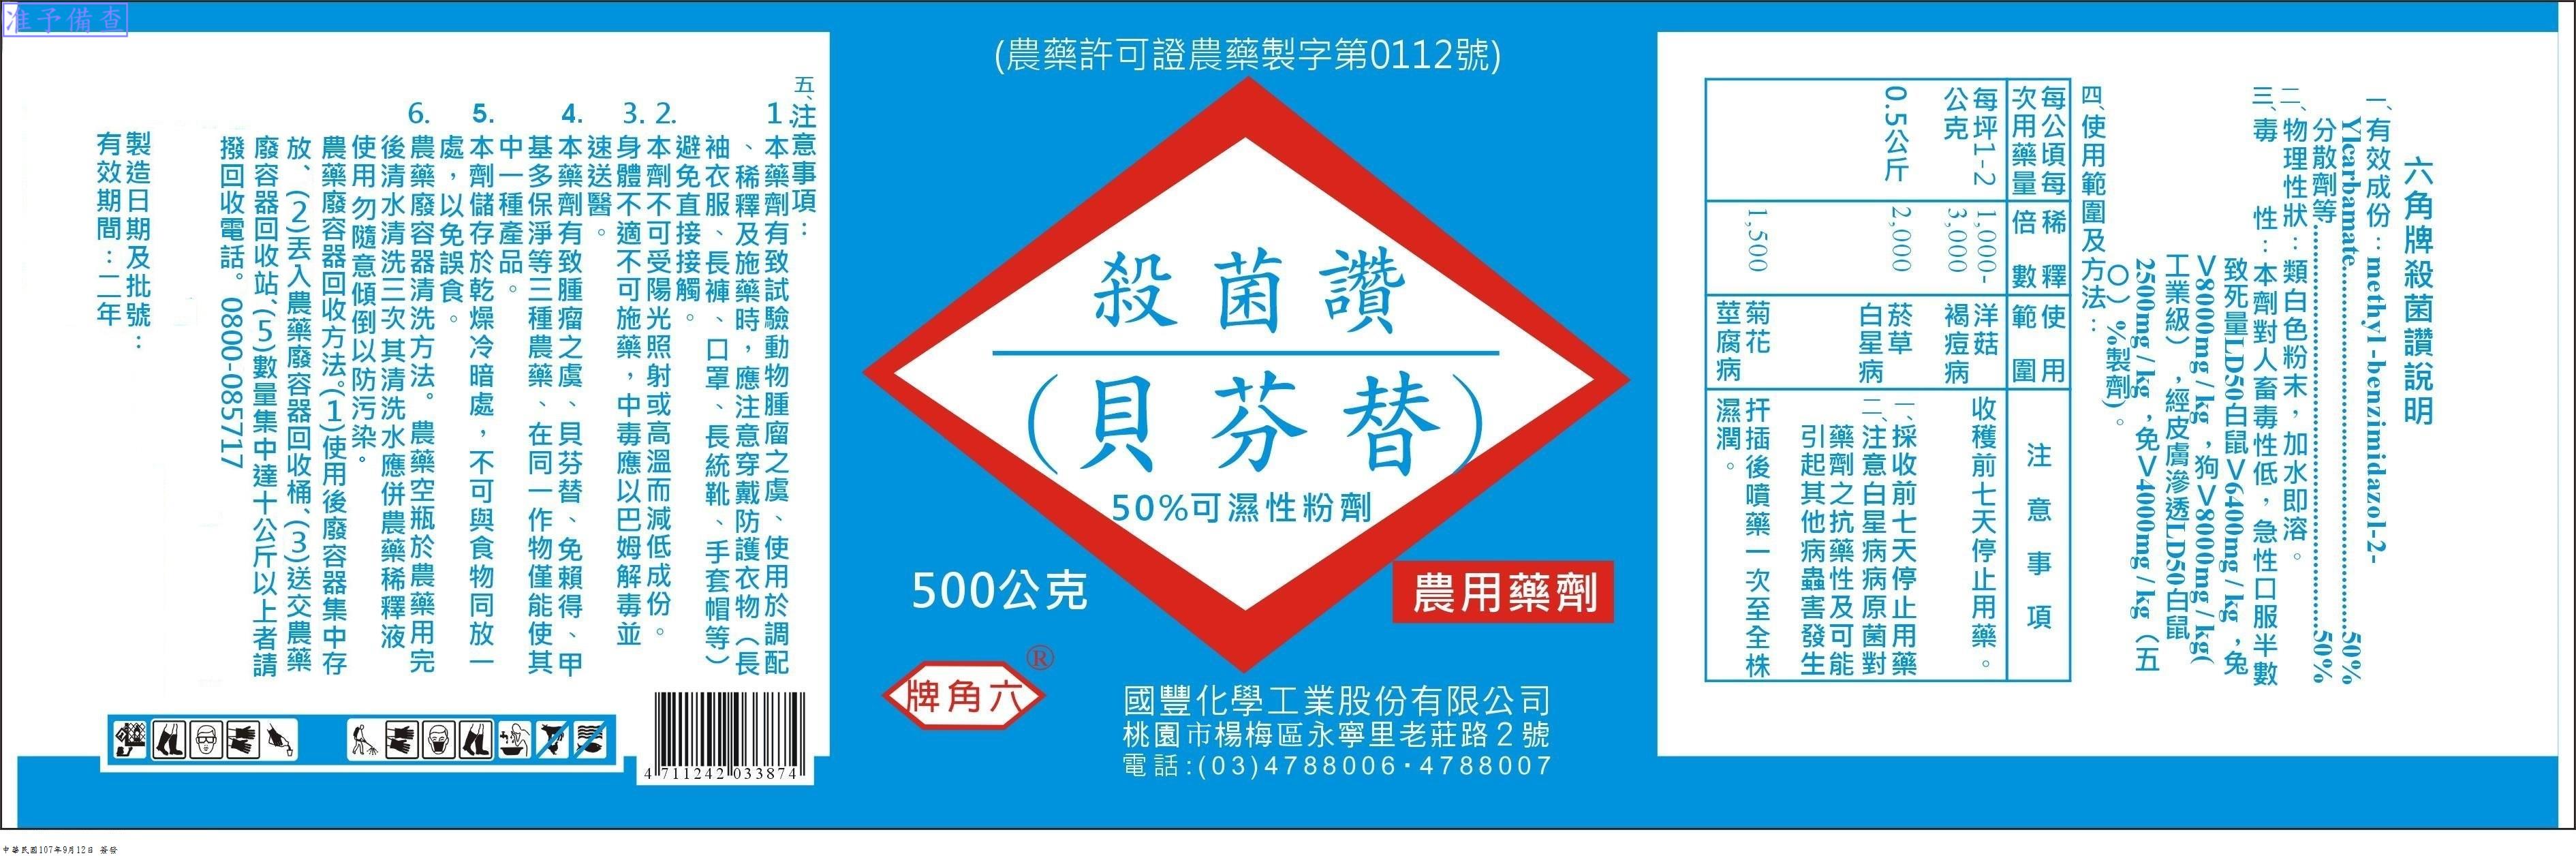 准予備查
(農藥許可證農藥製字第0112號)
殺菌讚
(貝芬替)
50%可濕性粉劑
500公克
農用藥劑
®
牌角六
國豐化學工業股份有限公司
桃園市楊梅區永寧里老莊路2號
電話:(03)4788006·4788007
六角牌殺菌讚說明
一、有效成份：methyl-benzimidazol-2-
Ylcarbamate........................50%
分散劑等........................50%
二、物理性狀：類白色粉末，加水即溶。
三、毒　　性：本劑對人畜毒性低，急性口服半數
致死量LD50白鼠>6400mg/kg，兔
>8000mg/kg，狗>8000mg/kg(
工業級)，經皮膚滲透LD50白鼠
2500mg/kg，兔>4000mg/kg（五
〇）%製劑)。
四、使用範圍及方法：
每公頃每
次用藥量
稀釋
倍數
使用
範圍
注意事項
每坪1-2
公克
1,000-
3,000
洋菇
褐痘病
收穫前七天停止用藥。
0.5公斤
2,000
菸草
白星病
一、採收前七天停止用藥
二、注意白星病病原菌對
藥劑之抗藥性及可能
引起其他病蟲害發生
1,500
菊花
莖腐病
扦插後噴藥一次至全株
濕潤。
五、注意事項：
1.本藥劑有致試驗動物腫瘤之虞、使用於調配
、稀釋及施藥時，應注意穿戴防護衣物（長
袖衣服、長褲、口罩、長統靴、手套帽等）
避免直接接觸。
2.本劑不可受陽光照射或高溫而減低成份。
3.身體不適不可施藥，中毒應以巴姆解毒並
速送醫。
4.本藥劑有致腫瘤之虞、貝芬替、免賴得、甲
基多保淨等三種農藥、在同一作物僅能使其
中一種產品。
5.本劑儲存於乾燥冷暗處，不可與食物同放一
處，以免誤食。
6.農藥廢容器清洗方法。農藥空瓶於農藥用完
後清水清洗三次其清洗水應併農藥稀釋液
使用勿隨意傾倒以防污染。
農藥廢容器回收方法。(1)使用後廢容器集中存
放、(2)丟入農藥廢容器回收桶、(3)送交農藥
廢容器回收站、(5)數量集中達十公斤以上者請
撥回收電話。0800-085717
製造日期及批號：
有效期間：二年
4711242033874
中華民國107年9月12日 簽發